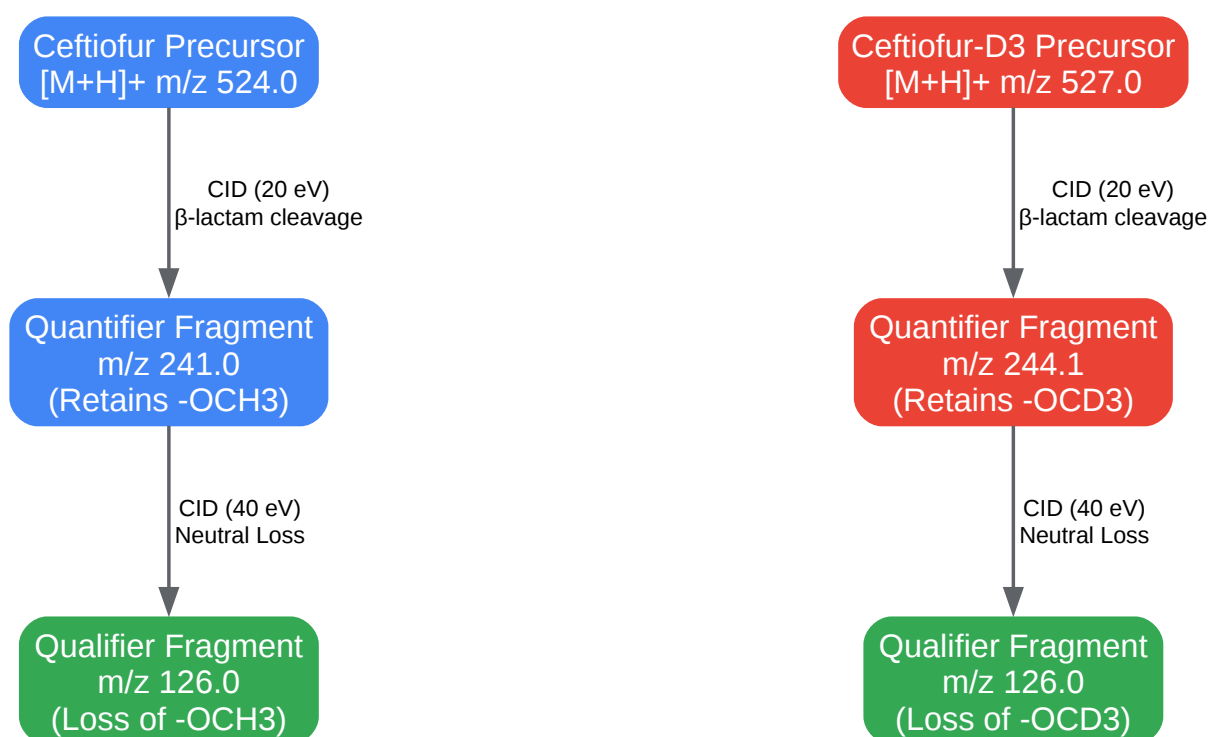 Ceftiofur Precursor
[M+H]+ m/z 524.0
CID (20 eV)
β-lactam cleavage
Quantifier Fragment
m/z 241.0
(Retains -OCH3)
CID (40 eV)
Neutral Loss
Qualifier Fragment
m/z 126.0
(Loss of -OCH3)
Ceftiofur-D3 Precursor
[M+H]+ m/z 527.0
CID (20 eV)
β-lactam cleavage
Quantifier Fragment
m/z 244.1
(Retains -OCD3)
CID (40 eV)
Neutral Loss
Qualifier Fragment
m/z 126.0
(Loss of -OCD3)